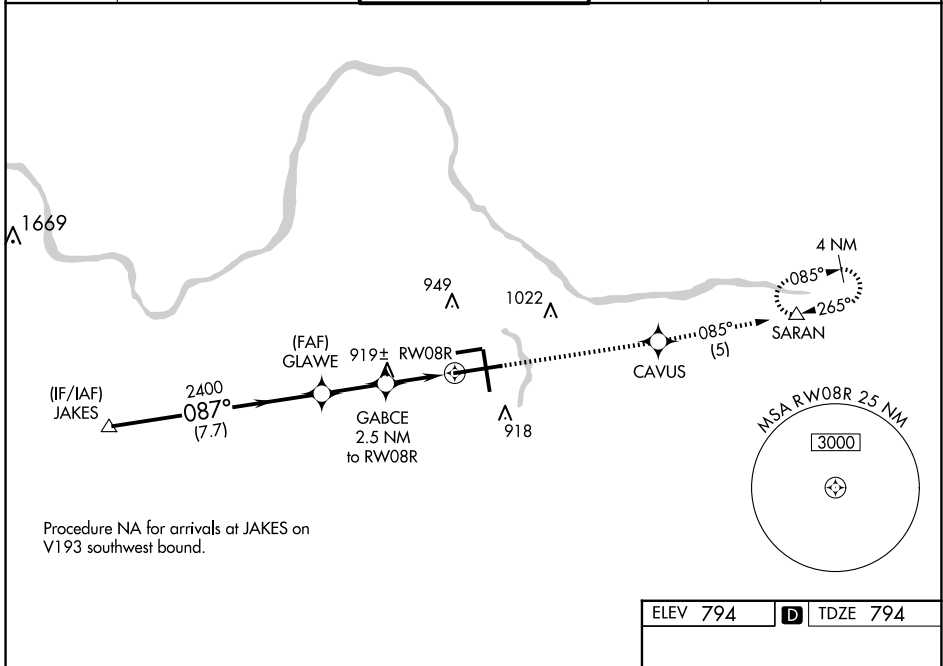 1669
4 NM
085°
265°
SARAN
949
1022
085°
(5)
CAVUS
(FAF)
GLAWE
919±
RW08R
(IF/IAF)
JAKES
2400
087°
(7.7)
GABCE
2.5 NM
to RW08R
918
MSA RW08R 25 NM
3000
Procedure NA for arrivals at JAKES on
V193 southwest bound.
ELEV 794 D TDZE 794